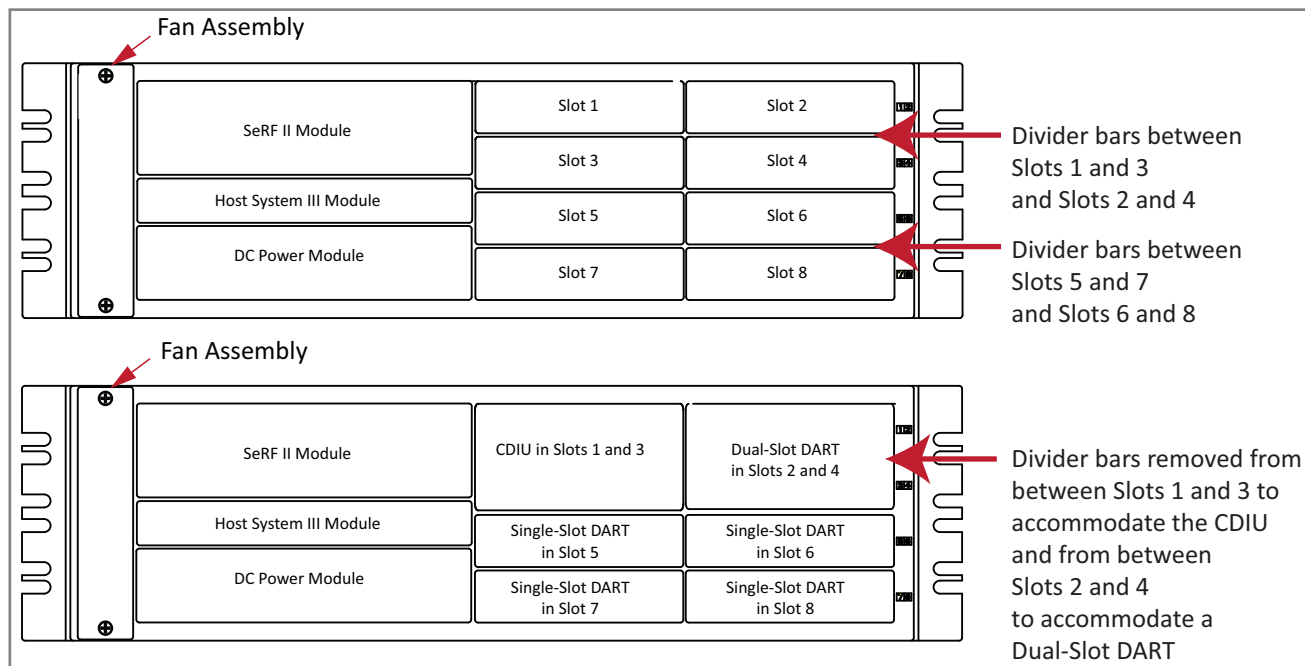 Fan Assembly
SeRF II Module
Host System III Module
DC Power Module
Slot 1
Slot 2
Slot 3
Slot 4
Slot 5
Slot 6
Slot 7
Slot 8
Divider bars between
Slots 1 and 3
and Slots 2 and 4
Divider bars between
Slots 5 and 7
and Slots 6 and 8
Fan Assembly
SeRF II Module
Host System III Module
DC Power Module
CDIU in Slots 1 and 3
Dual-Slot DART
in Slots 2 and 4
Single-Slot DART
in Slot 5
Single-Slot DART
in Slot 6
Single-Slot DART
in Slot 7
Single-Slot DART
in Slot 8
Divider bars removed from
between Slots 1 and 3 to
accommodate the CDIU
and from between
Slots 2 and 4
to accommodate a
Dual-Slot DART